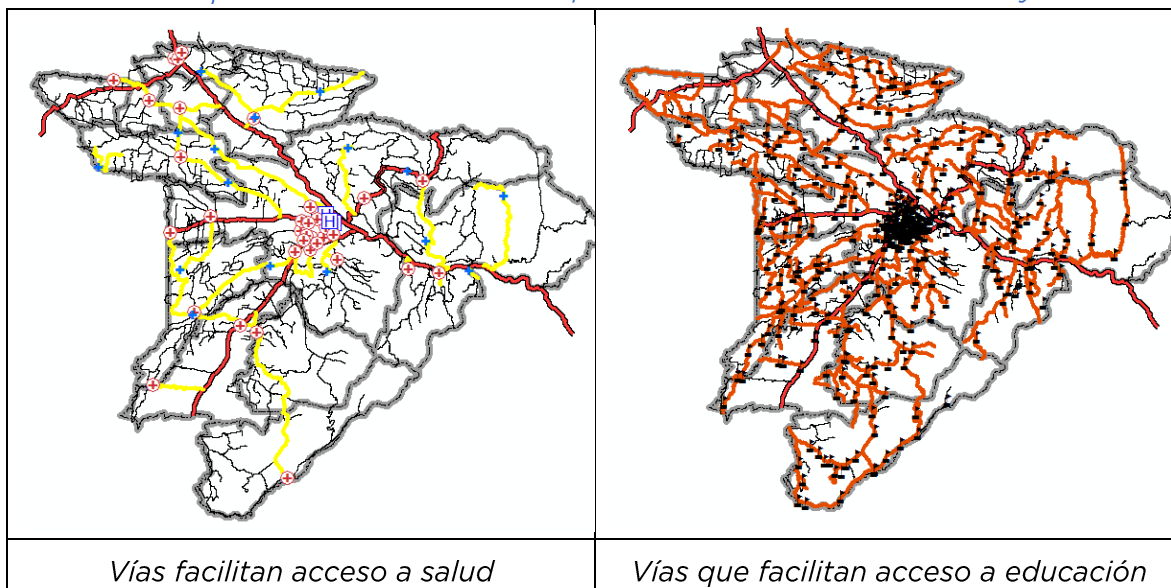 H
Vías facilitan acceso a salud
Vías que facilitan acceso a educación